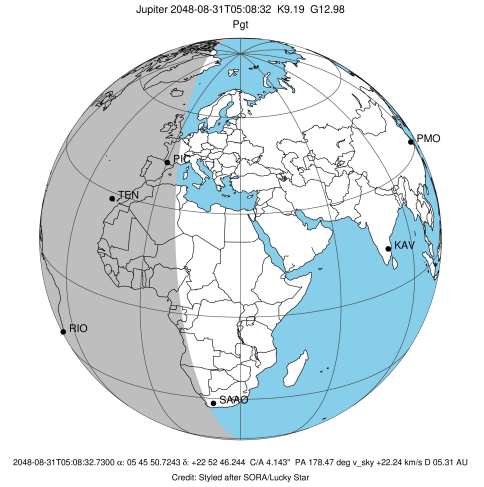 Jupiter 2048-08-31T05:08:32 K9.19 G12.98
Pgt
PMO
PIC
TEN
KAV
RIO
SAAO
2048-08-31T05:08:32.7300 α: 05 45 50.7243 δ: +22 52 46.244 C/A 4.143" PA 178.47 deg v_sky +22.24 km/s D 05.31 AU
Credit: Styled after SORA/Lucky Star